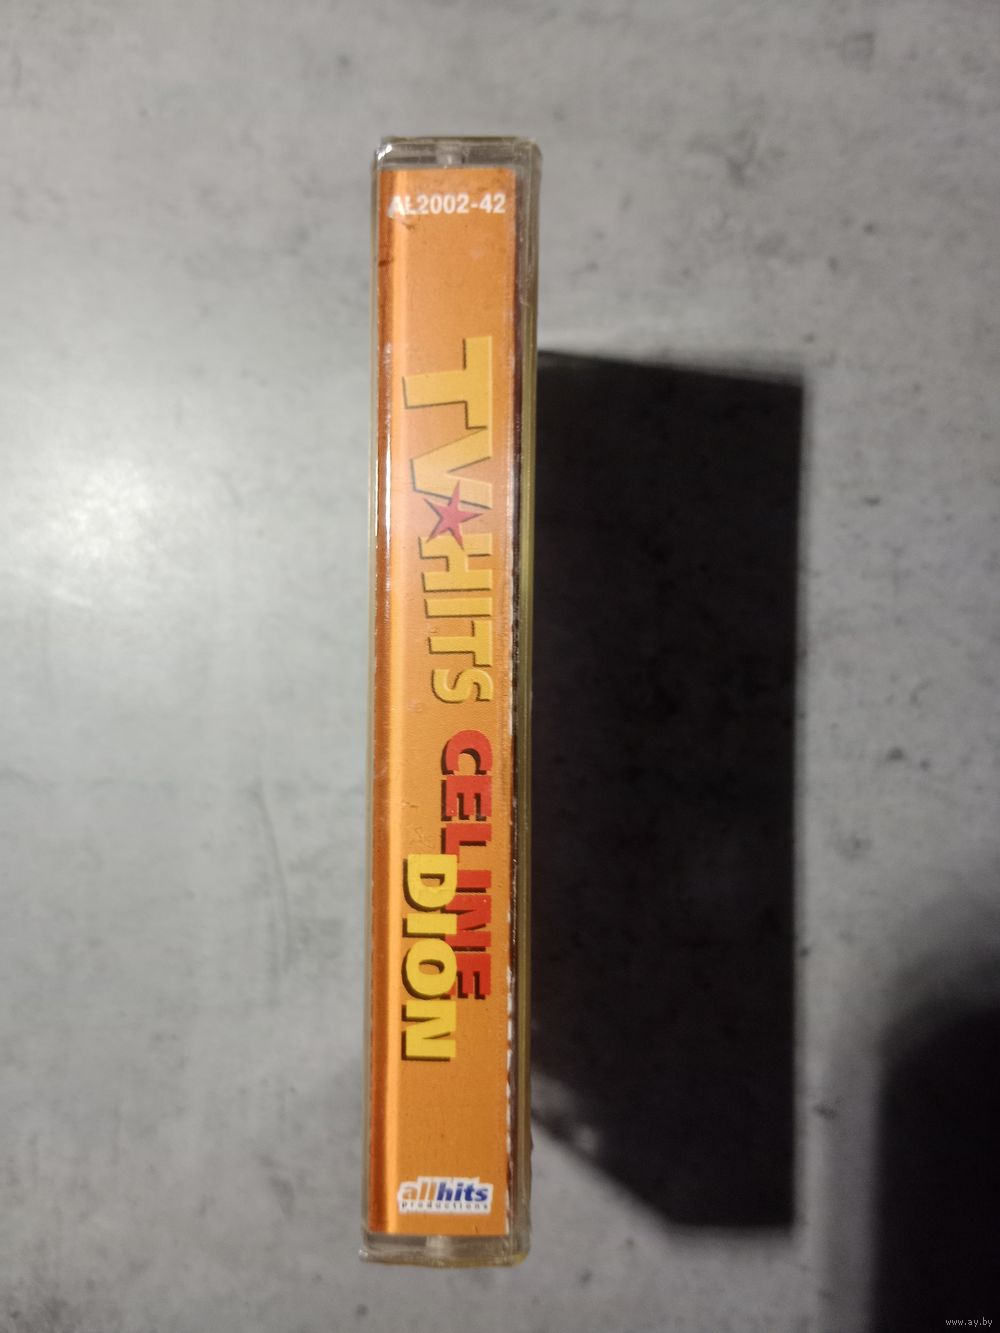 AL2002-42
TV★HITS
CELINE
DION
allhits
productions
www.ay.by